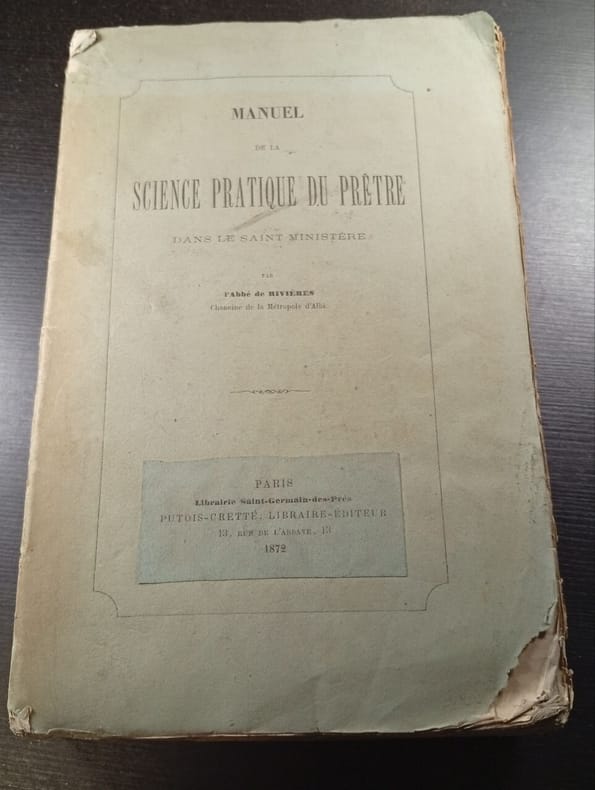 MANUEL
DE LA
SCIENCE PRATIQUE DU PRÊTRE
DANS LE SAINT MINISTÈRE
PAR
l'Abbé de RIVIÈRES
Chanoine de la Métropole d'Albi.
PARIS
Librairie Saint-Germain-des-Prés
PUTOIS-CRETTÉ, LIBRAIRE-ÉDITEUR
13, RUE DE L'ABBAYE, 13
1872